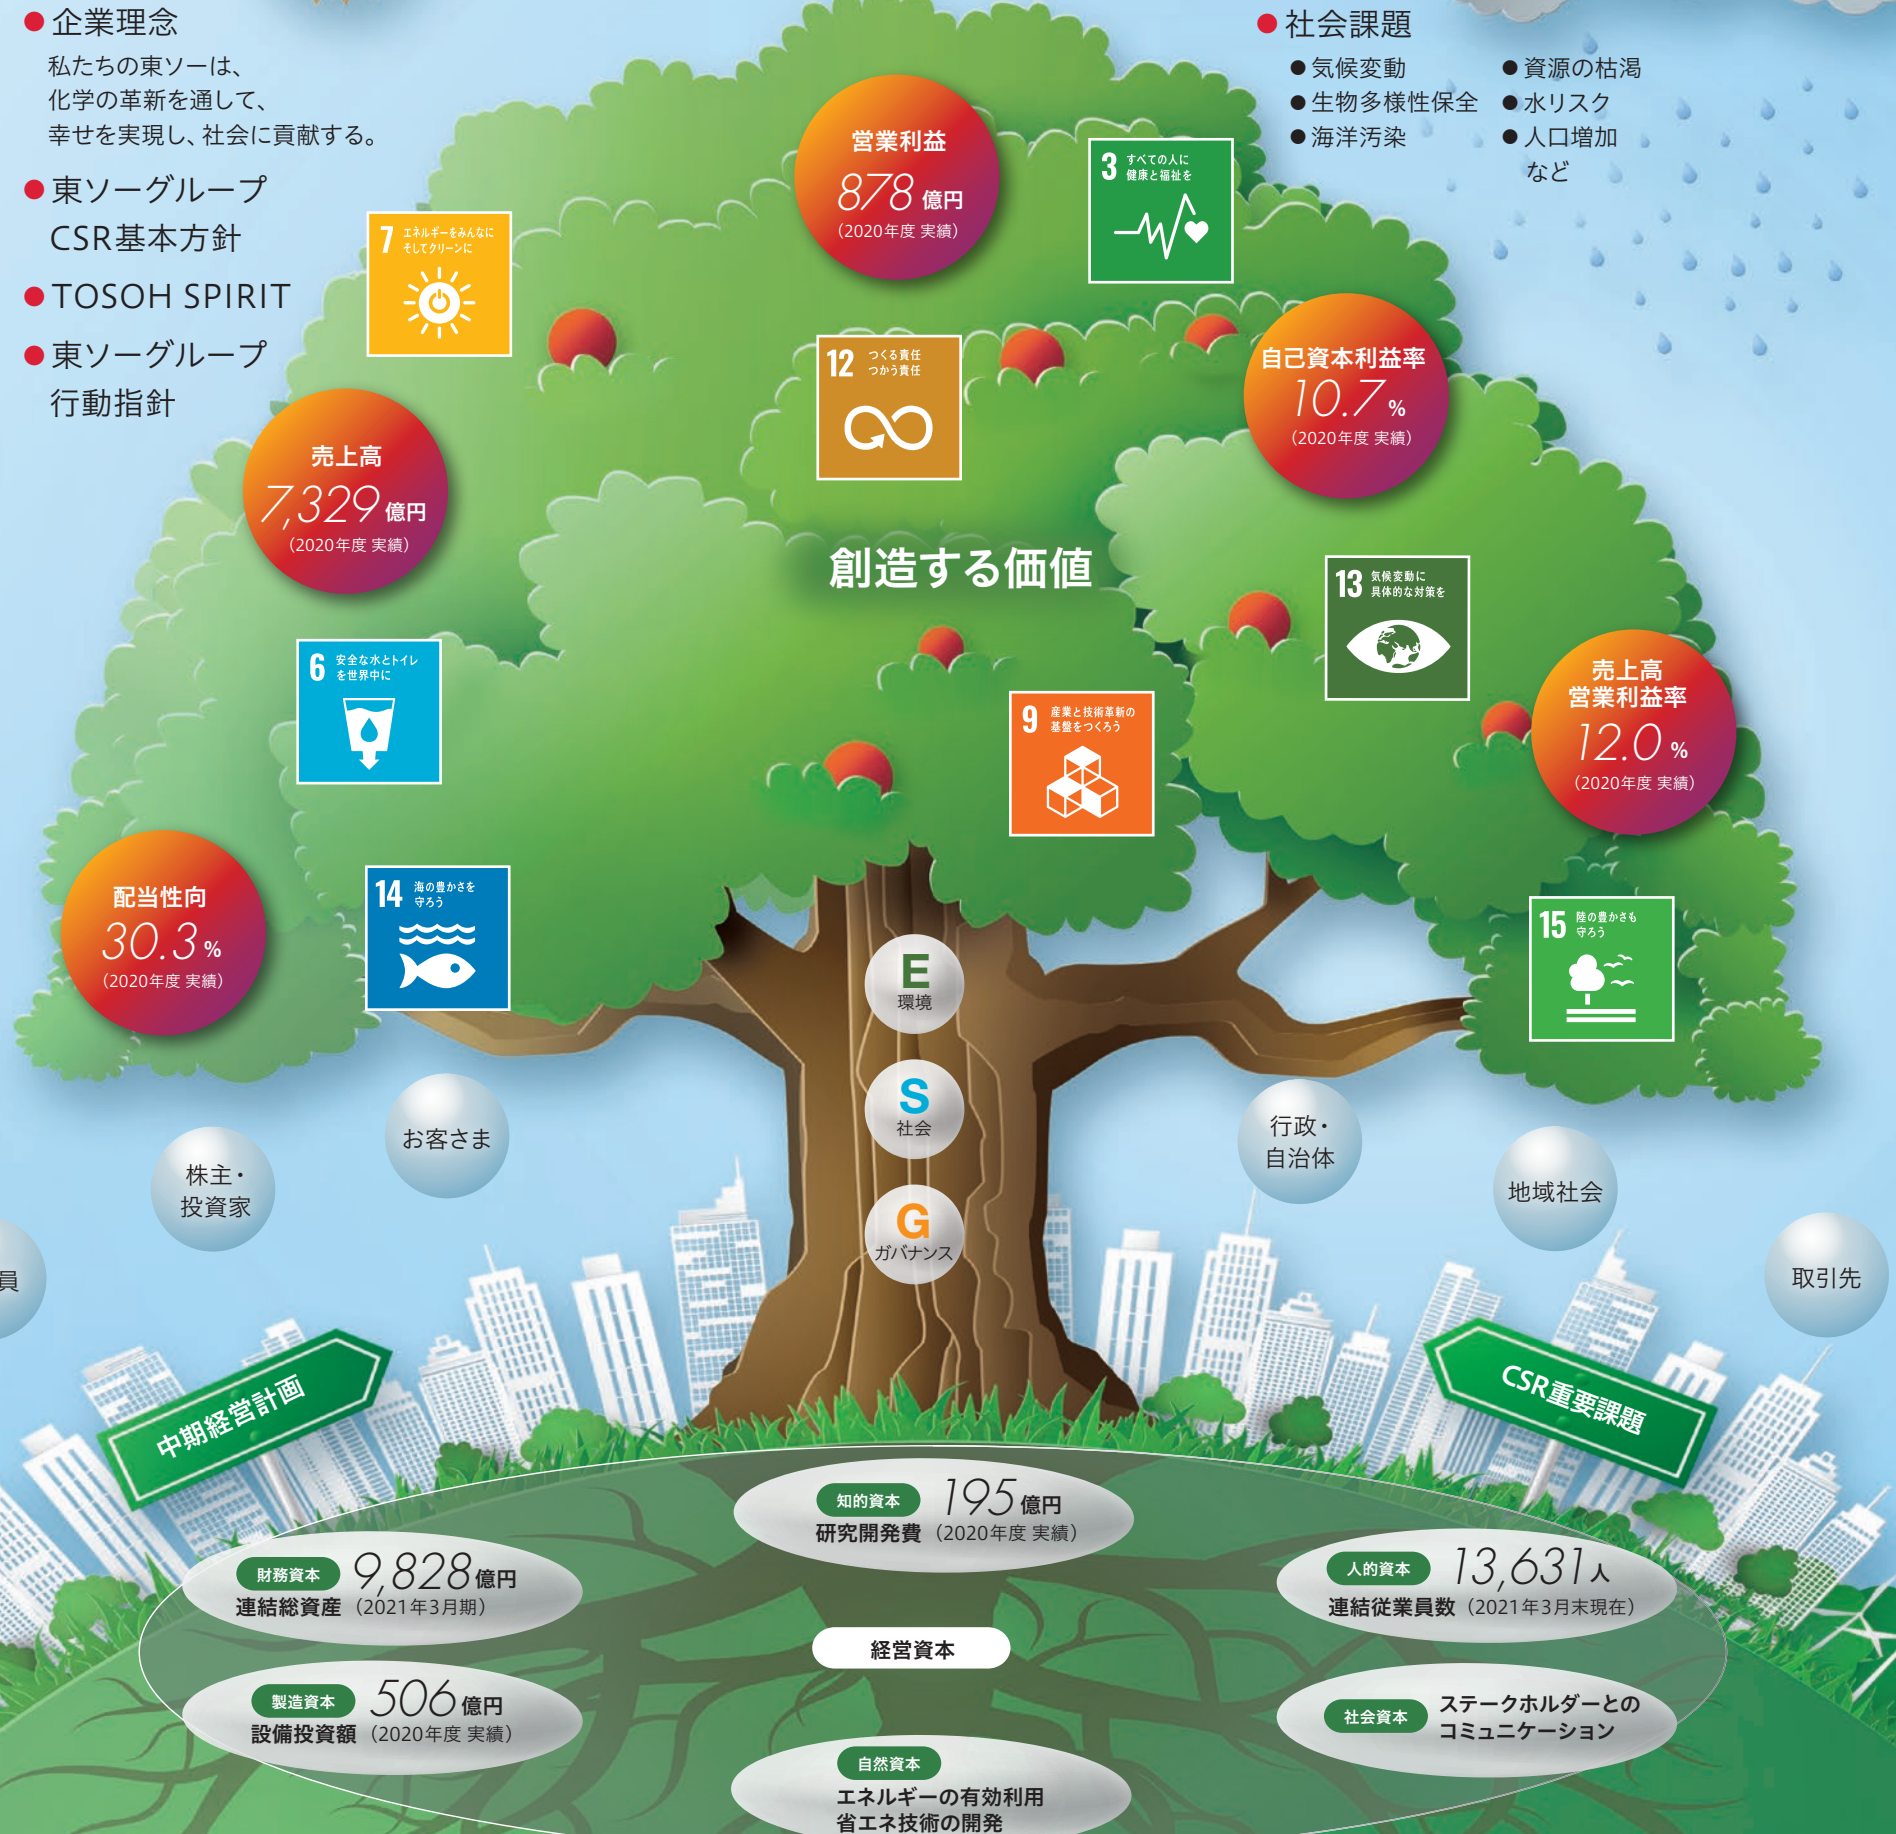 ● 企業理念
私たちの東ソーは、
化学の革新を通して、
幸せを実現し、社会に貢献する。
● 東ソーグループ
CSR基本方針
● TOSOH SPIRIT
● 東ソーグループ
行動指針
● 社会課題
● 気候変動
● 生物多様性保全
● 海洋汚染
● 資源の枯渇
● 水リスク
● 人口増加
など
営業利益
878 億円
（2020年度 実績）
3 すべての人に
健康と福祉を
7 エネルギーをみんなに
そしてクリーンに
12 つくる責任
つかう責任
自己資本利益率
10.7 %
（2020年度 実績）
売上高
7,329 億円
（2020年度 実績）
創造する価値
13 気候変動に
具体的な対策を
6 安全な水とトイレ
を世界中に
9 産業と技術革新の
基盤をつくろう
売上高
営業利益率
12.0 %
（2020年度 実績）
配当性向
30.3 %
（2020年度 実績）
14 海の豊かさを
守ろう
15 陸の豊かさも
守ろう
E
環境
S
社会
G
ガバナンス
員
株主・
投資家
お客さま
行政・
自治体
地域社会
取引先
中期経営計画
CSR重要課題
知的資本 195 億円
研究開発費 （2020年度 実績）
財務資本 9,828 億円
連結総資産 （2021年3月期）
人的資本 13,631 人
連結従業員数 （2021年3月末現在）
経営資本
製造資本 506 億円
設備投資額 （2020年度 実績）
社会資本 ステークホルダーとの
コミュニケーション
自然資本
エネルギーの有効利用
省エネ技術の開発